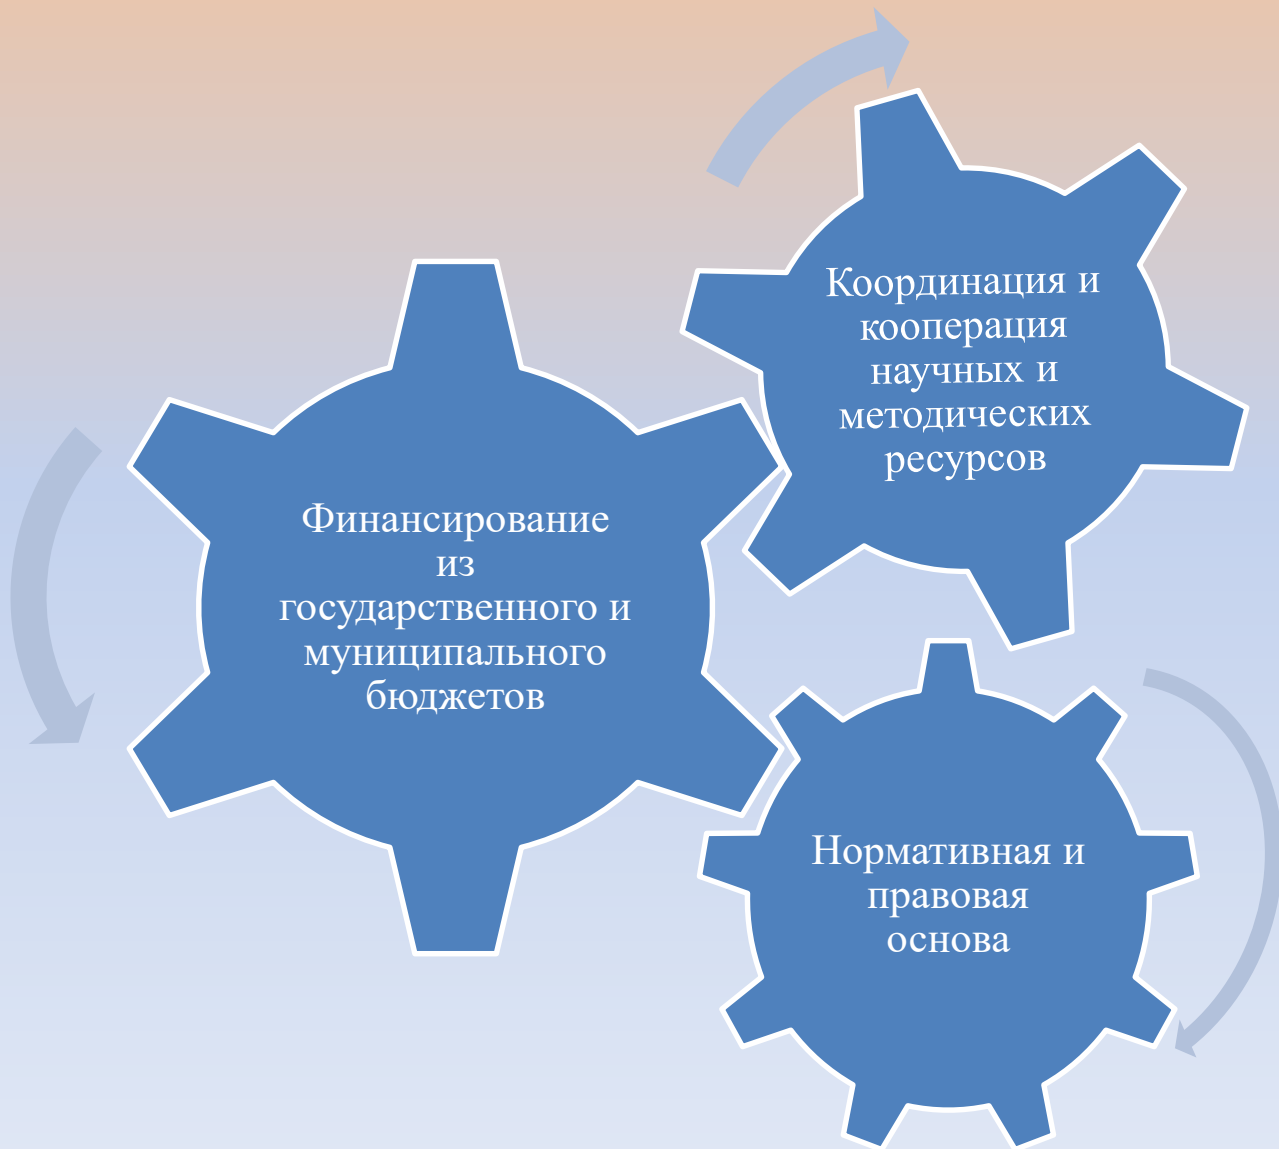 Координация и
кооперация
научных и
методических
ресурсов
Финансирование
из
государственного и
муниципального
бюджетов
Нормативная и
правовая
основа